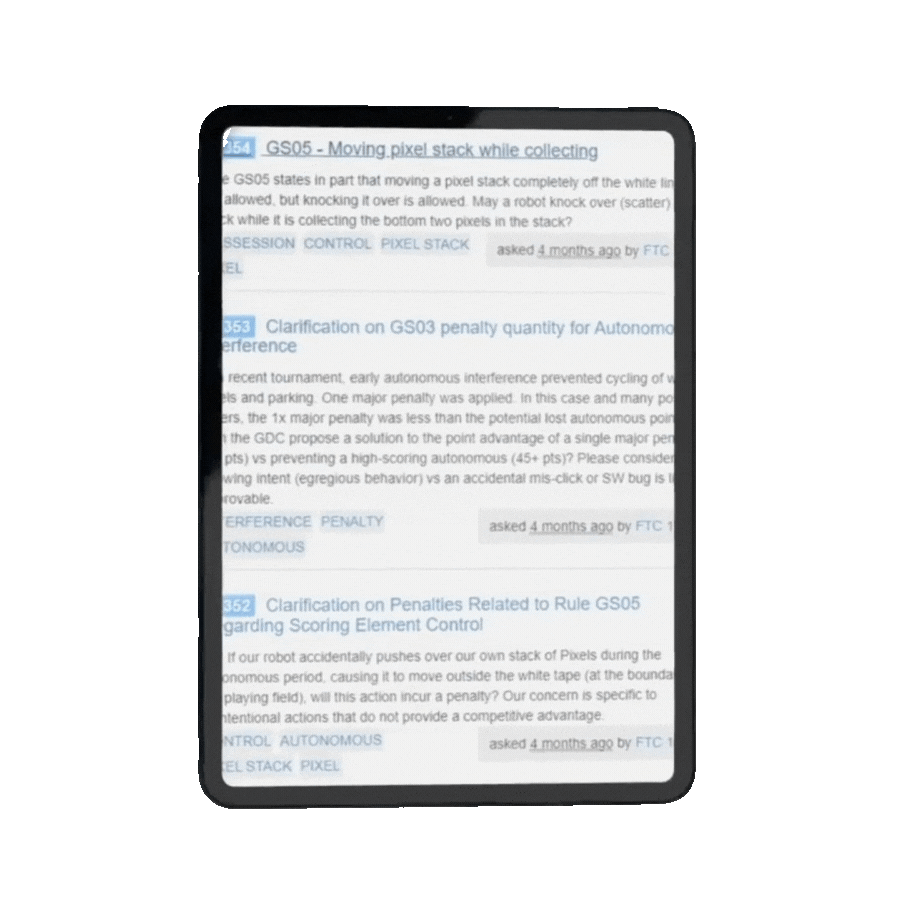 354 GS05 - Moving pixel stack while collecting
e GS05 states in part that moving a pixel stack completely off the white lin
allowed, but knocking it over is allowed. May a robot knock over (scatter)
ck while it is collecting the bottom two pixels in the stack?
SSESSION CONTROL PIXEL STACK asked 4 months ago by FTC
EL
353 Clarification on GS03 penalty quantity for Autonomo
erference
recent tournament, early autonomous interference prevented cycling of w
els and parking. One major penalty was applied. In this case and many po
ers, the 1x major penalty was less than the potential lost autonomous poin
the GDC propose a solution to the point advantage of a single major pen
pts) vs preventing a high-scoring autonomous (45+ pts)? Please consider
wing intent (egregious behavior) vs an accidental mis-click or SW bug is
rovable.
ERFERENCE PENALTY asked 4 months ago by FTC 1
TONOMOUS
352 Clarification on Penalties Related to Rule GS05
garding Scoring Element Control
If our robot accidentally pushes over our own stack of Pixels during the
onomous period, causing it to move outside the white tape (at the bounda
playing field), will this action incur a penalty? Our concern is specific to
ntentional actions that do not provide a competitive advantage.
NTROL AUTONOMOUS asked 4 months ago by FTC 1
EL STACK PIXEL